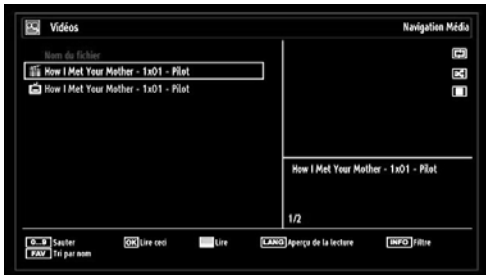 Vidéos
Navigation Média
Nom du fichier
How I Met Your Mother - 1x01 - Pilot
How I Met Your Mother - 1x01 - Pilot
How I Met Your Mother - 1x01 - Pilot
1/2
0...9 Sauter OK Lire ceci Lire LANG Aperçu de la lecture INFO Filtre
FAV Tri par nom